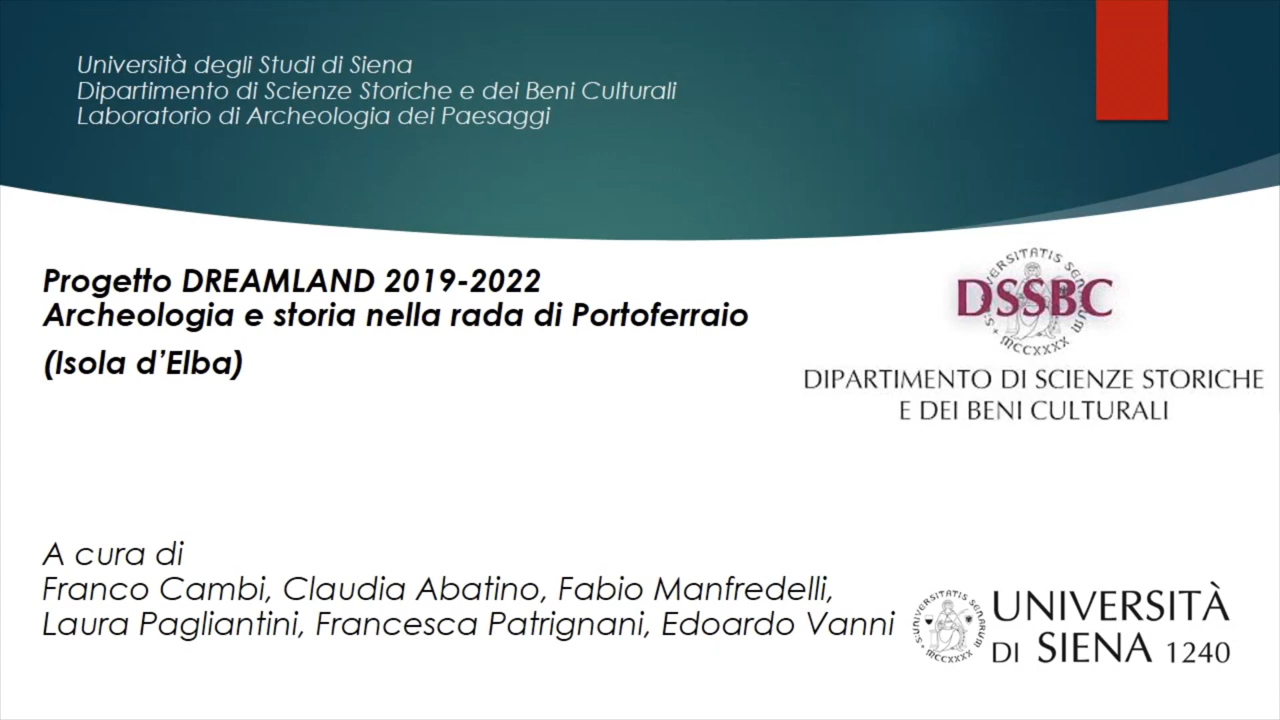 Università degli Studi di Siena
Dipartimento di Scienze Storiche e dei Beni Culturali
Laboratorio di Archeologia dei Paesaggi
Progetto DREAMLAND 2019-2022
Archeologia e storia nella rada di Portoferraio
(Isola d'Elba)
DSSBC
MCCXXXX
DIPARTIMENTO DI SCIENZE STORICHE
E DEI BENI CULTURALI
A cura di
Franco Cambi, Claudia Abatino, Fabio Manfredelli,
Laura Pagliantini, Francesca Patrignani, Edoardo Vanni
UNIVERSITÀ
DI SIENA 1240